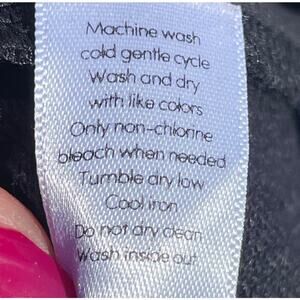 Machine wash
cold gentle cycle
Wash and dry
with like colors
Only non-chlorine
bleach when needed
Tumble dry low
Cool iron
Do not dry clean
Wash inside out